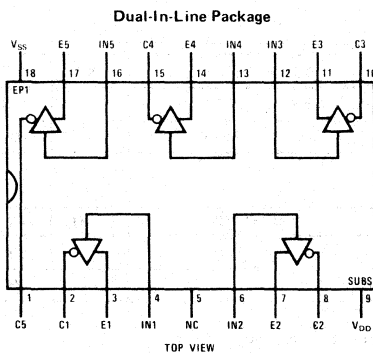 Dual-In-Line Package
VSS E5 IN5 C4 E4 IN4 IN3 E3 C3
18 17 16 15 14 13 12 11 10
EP1
SUBS
1 2 3 4 5 6 7 8 9
C5 C1 E1 IN1 NC IN2 E2 C2 VDD
TOP VIEW